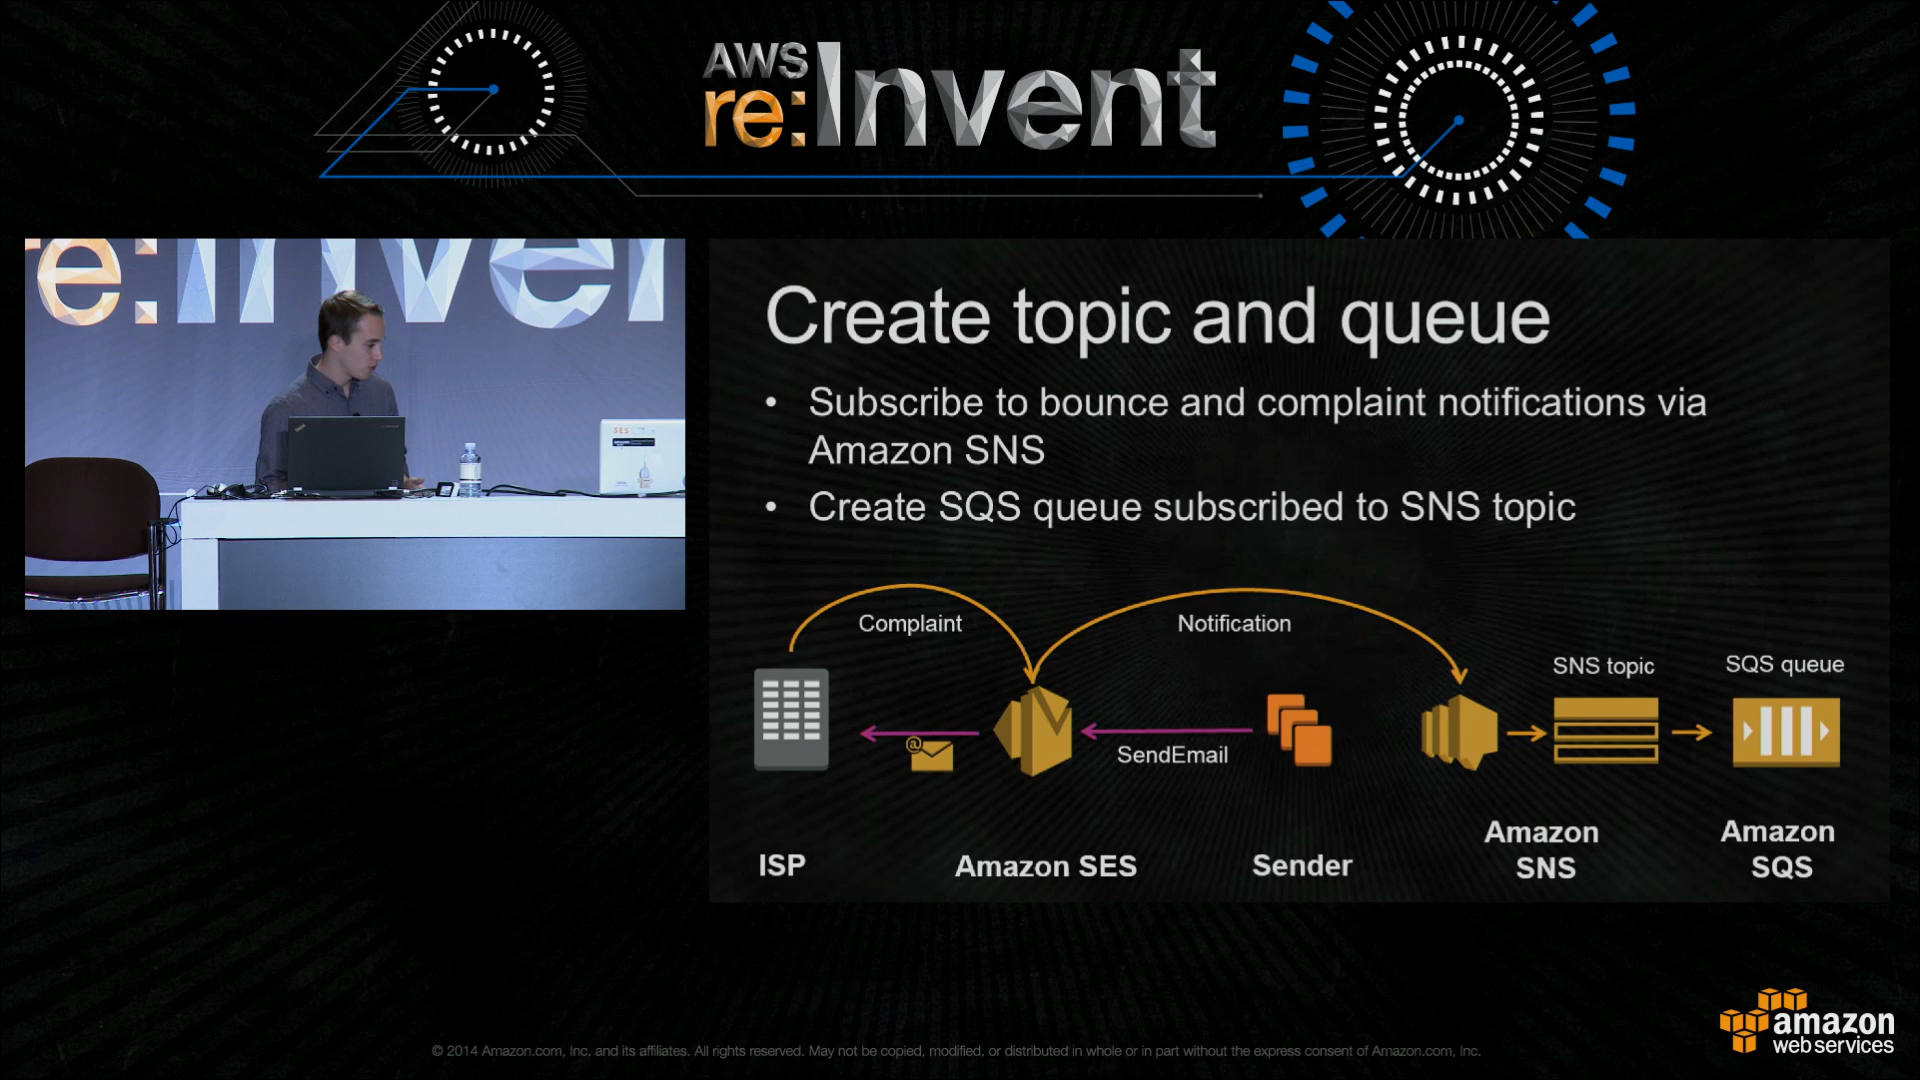 AWS
re:Invent
re:Inver
SES
Create topic and queue
• Subscribe to bounce and complaint notifications via
Amazon SNS
• Create SQS queue subscribed to SNS topic
Complaint
Notification
SNS topic
SQS queue
@
SendEmail
ISP
Amazon SES
Sender
Amazon
SNS
Amazon
SQS
amazon
web services
© 2014 Amazon.com, Inc. and its affiliates. All rights reserved. May not be copied, modified, or distributed in whole or in part without the express consent of Amazon.com, Inc.